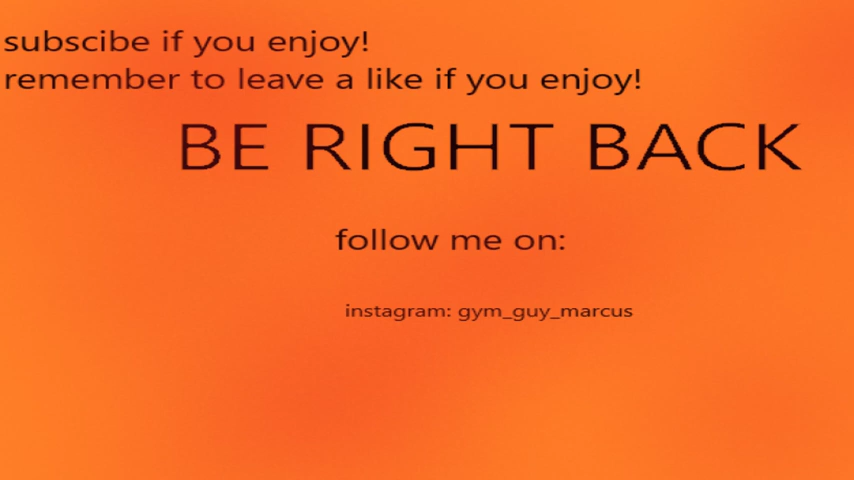 subscibe if you enjoy!
remember to leave a like if you enjoy!
BE RIGHT BACK
follow me on:
instagram: gym_guy_marcus